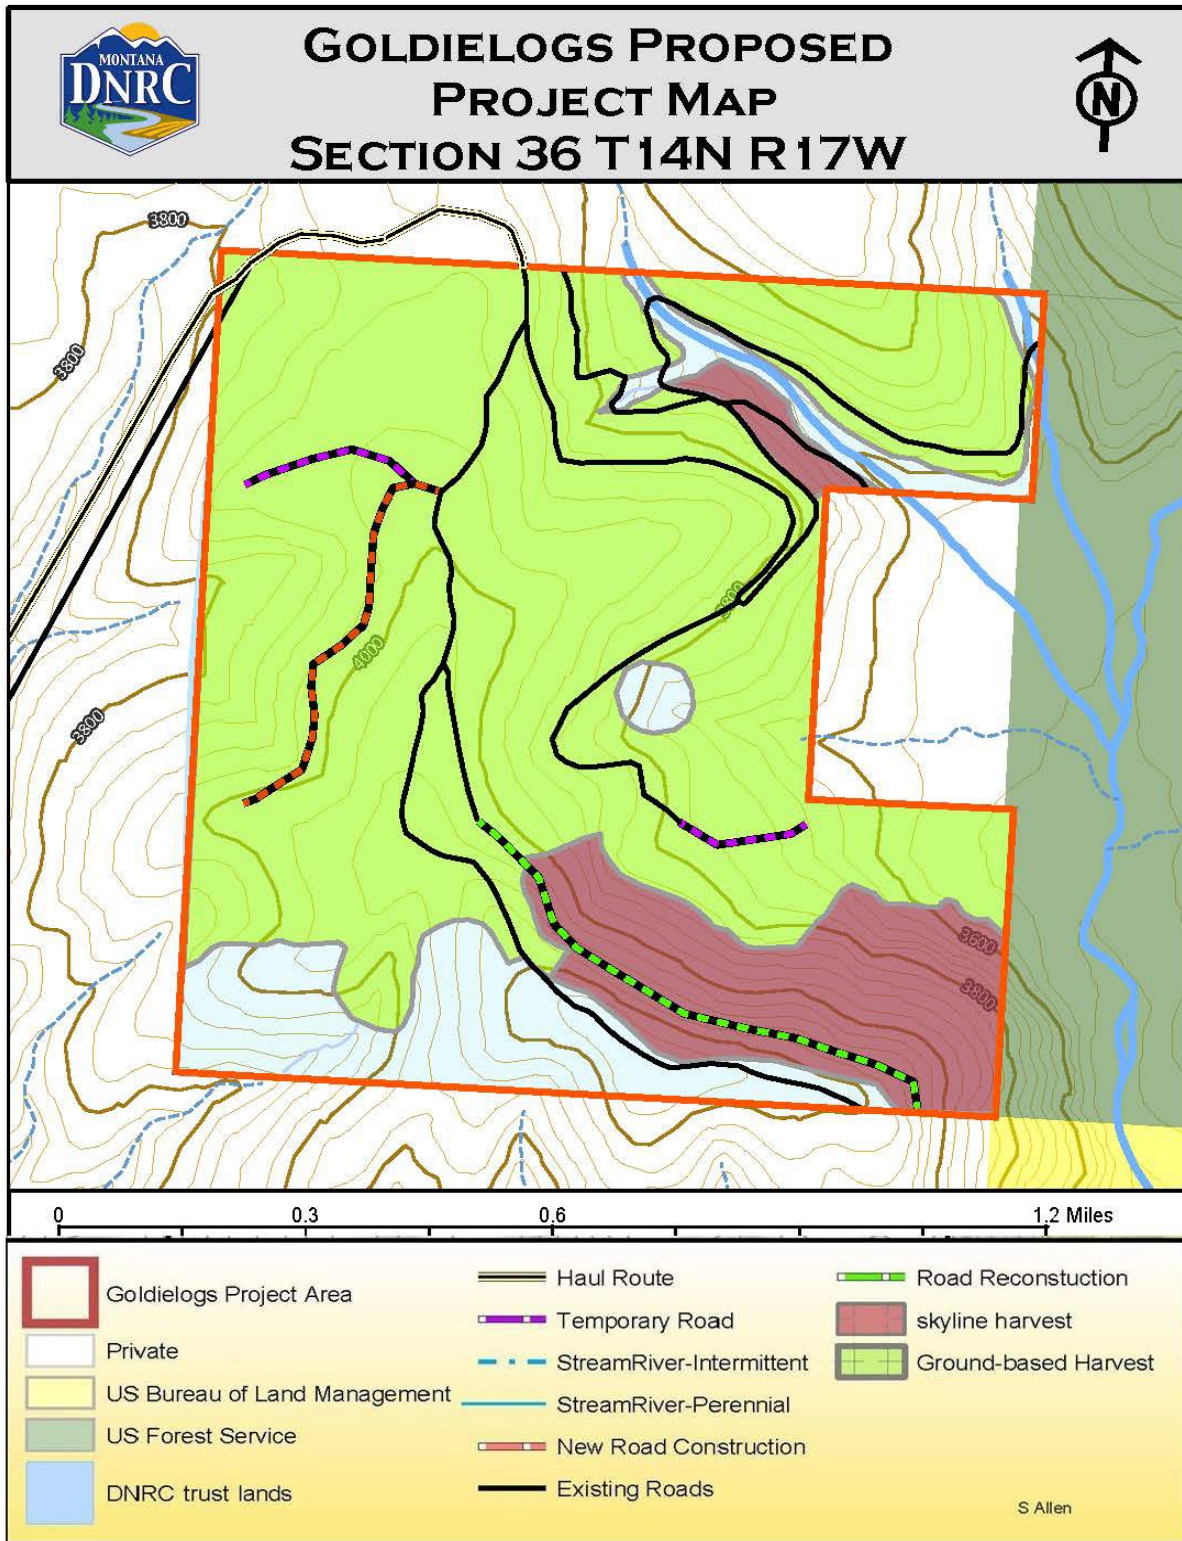 MONTANA
DNRC
GOLDIELOGS PROPOSED
PROJECT MAP
SECTION 36 T14N R17W
N
3800
3800
3800
4000
3800
3600
3800
0 0.3 0.6 1.2 Miles
Goldielogs Project Area
Private
US Bureau of Land Management
US Forest Service
DNRC trust lands
Haul Route
Temporary Road
StreamRiver-Intermittent
StreamRiver-Perennial
New Road Construction
Existing Roads
Road Reconstuction
skyline harvest
Ground-based Harvest
S Allen